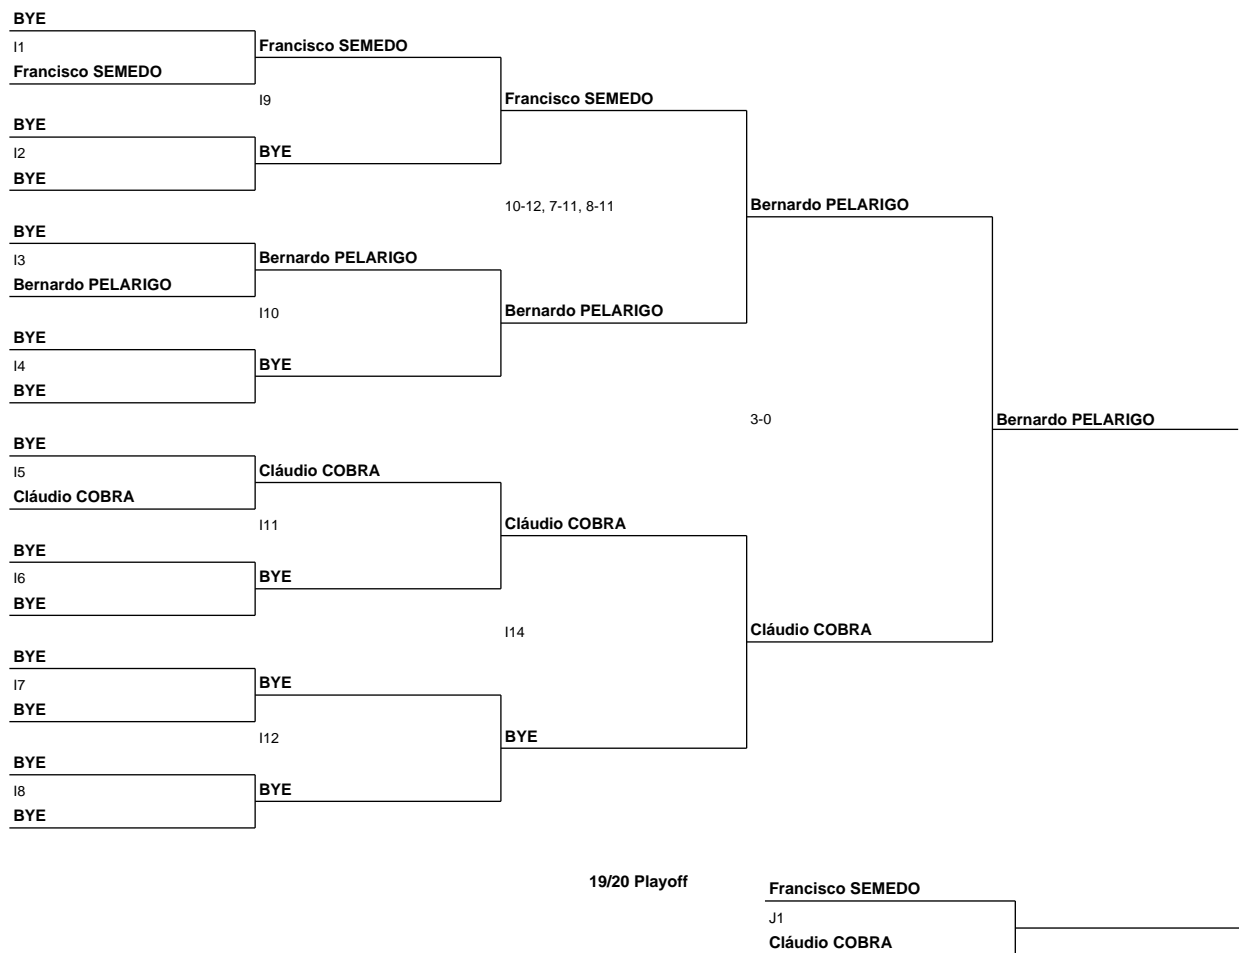 BYE
I1
Francisco SEMEDO
Francisco SEMEDO
I9
Francisco SEMEDO
BYE
I2
BYE
BYE
10-12, 7-11, 8-11
Bernardo PELARIGO
BYE
I3
Bernardo PELARIGO
Bernardo PELARIGO
I10
Bernardo PELARIGO
BYE
I4
BYE
BYE
3-0
Bernardo PELARIGO
BYE
I5
Cláudio COBRA
Cláudio COBRA
I11
Cláudio COBRA
BYE
I6
BYE
BYE
I14
Cláudio COBRA
BYE
I7
BYE
BYE
I12
BYE
BYE
I8
BYE
BYE
19/20 Playoff
Francisco SEMEDO
J1
Cláudio COBRA